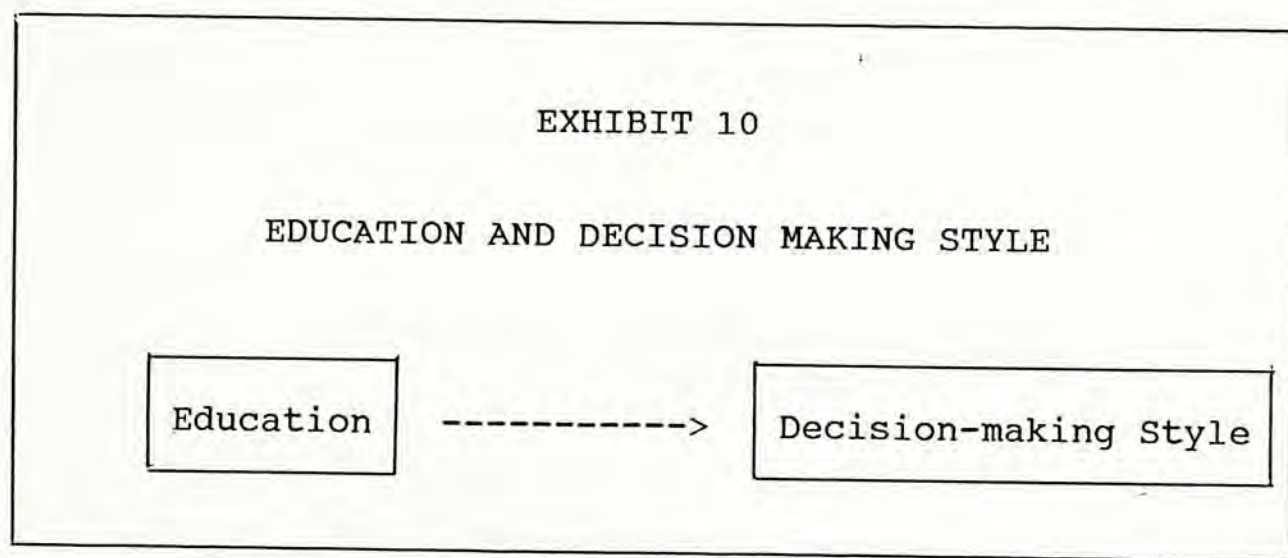 EXHIBIT 10
EDUCATION AND DECISION MAKING STYLE
Education -----------> Decision-making Style